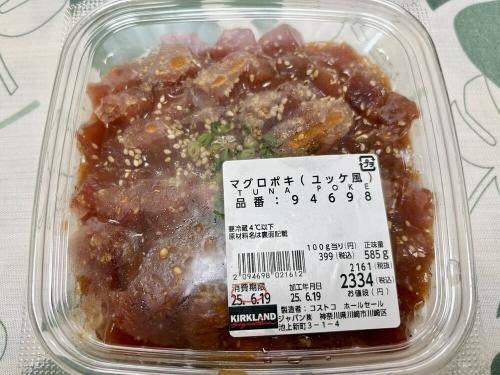 マグロポキ(ユッケ風)
TUNA POKE
品番:94698
要冷蔵4℃以下
原材料名は裏面記載
100g当り(円) 正味量
399(税込) 585g
2161(税抜)
2 094698 021612
2334(税込)
消費期限 加工年月日 お値段(円)
25. 6.19 25. 6.19
製造者:コストコ ホールセール
ジャパン㈱ 神奈川県川崎市川崎区
池上新町3-1-4
KIRKLAND
Signature